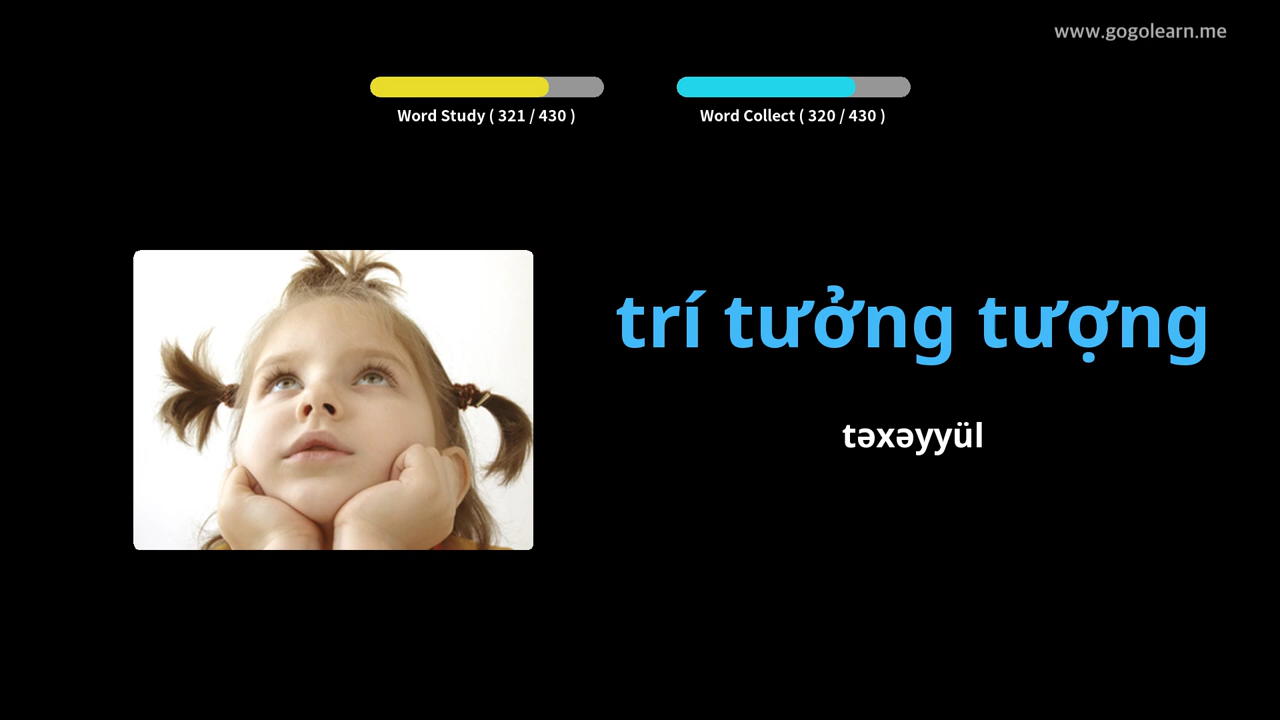 www.gogolearn.me
Word Study ( 321 / 430 )
Word Collect ( 320 / 430 )
trí tưởng tượng
təxəyyül